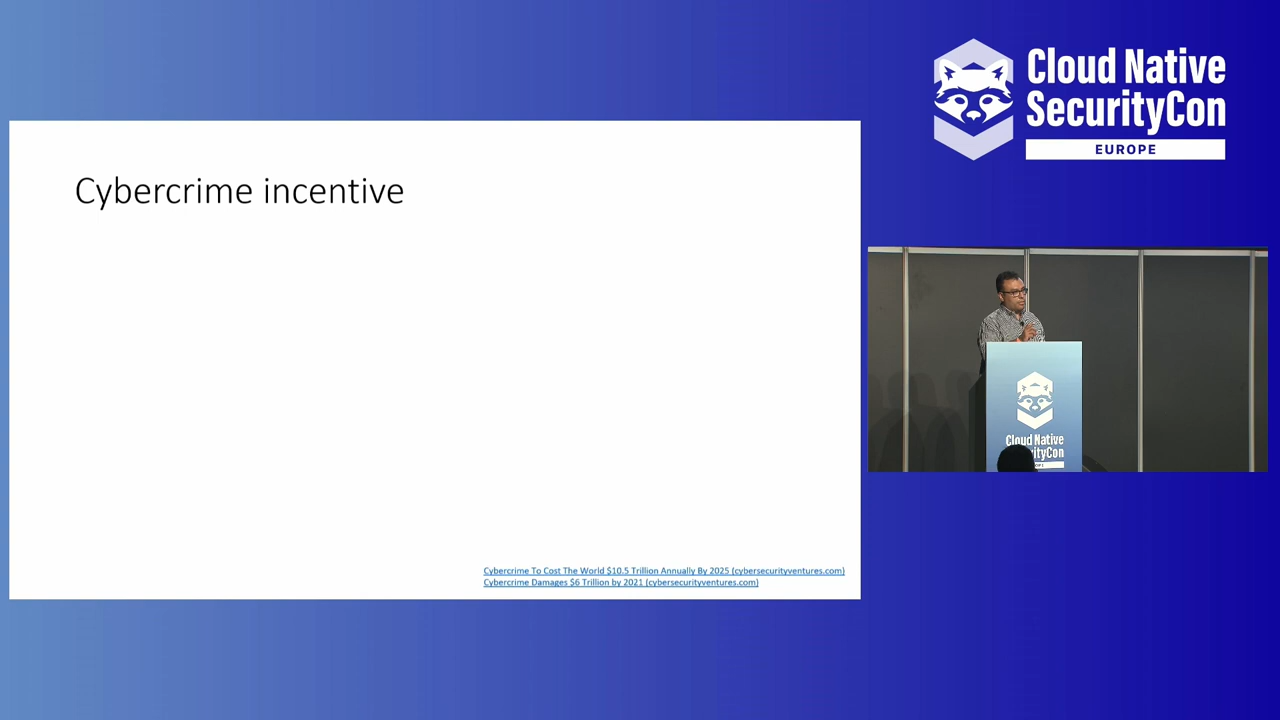 Cloud Native
SecurityCon
EUROPE
Cybercrime incentive
Cloud Native
Cybercrime To Cost The World $10.5 Trillion Annually By 2025 (cybersecurityventures.com)
Cybercrime Damages $6 Trillion by 2021 (cybersecurityventures.com)